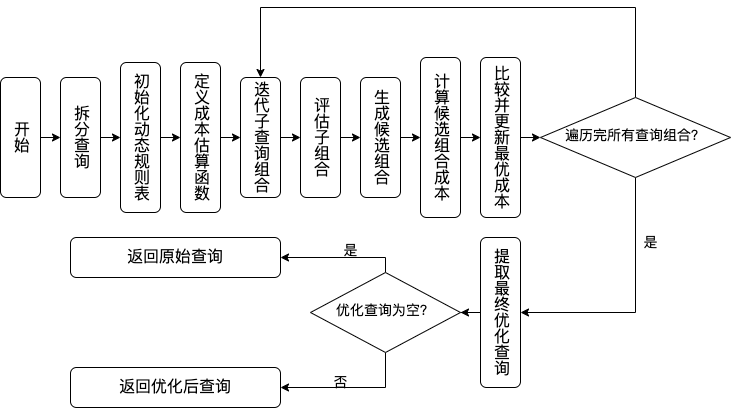 开始
拆分查询
初始化动态规则表
定义成本估算函数
迭代子查询组合
评估子组合
生成候选组合
计算候选组合成本
比较并更新最优成本
遍历完所有查询组合?
是
提取最终优化查询
优化查询为空?
是
返回原始查询
否
返回优化后查询